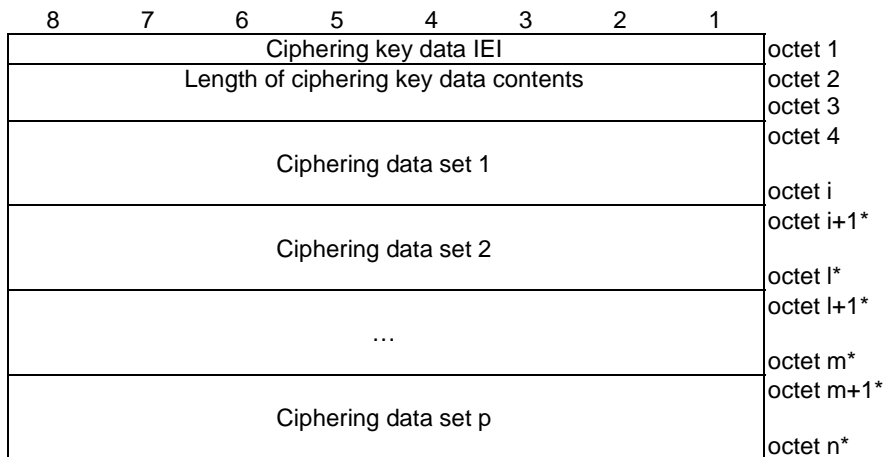 8 7 6 5 4 3 2 1
Ciphering key data IEI octet 1
Length of ciphering key data contents octet 2
octet 3
octet 4
Ciphering data set 1
octet i
octet i+1*
Ciphering data set 2
octet l*
octet l+1*
…
octet m*
octet m+1*
Ciphering data set p
octet n*